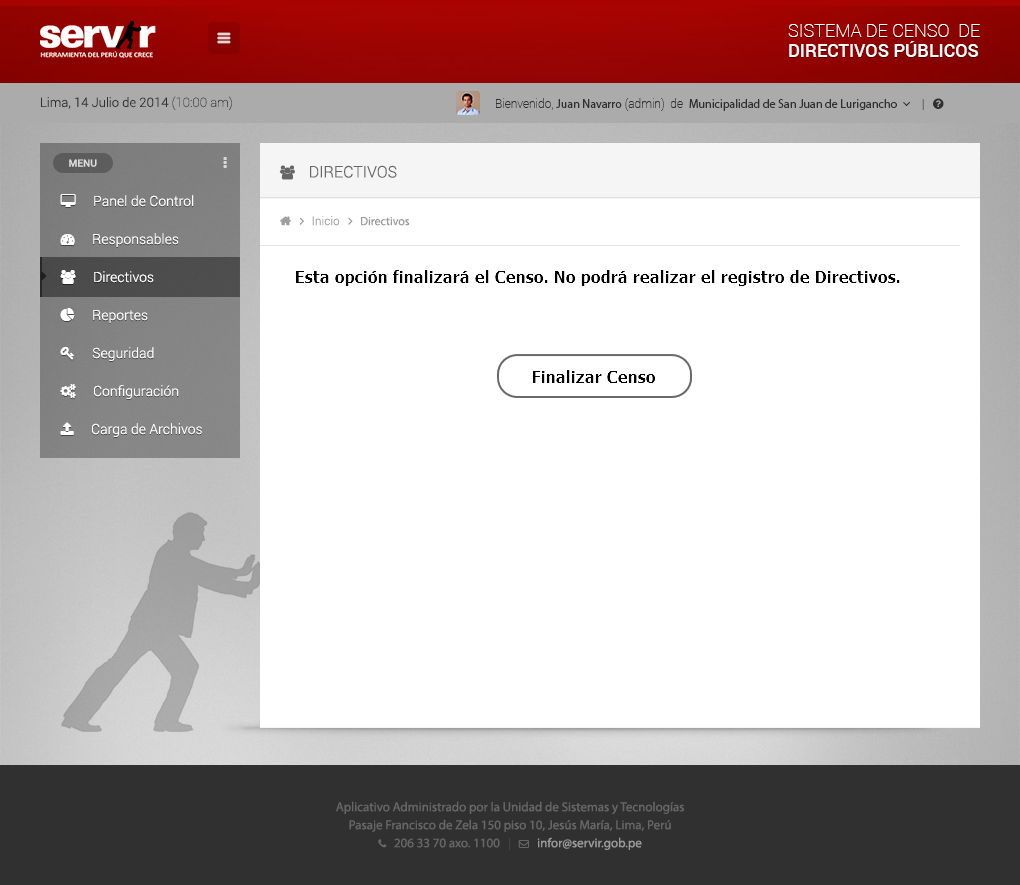 servir
HERRAMIENTA DEL PERÚ QUE CRECE
SISTEMA DE CENSO DE
DIRECTIVOS PÚBLICOS
Lima, 14 Julio de 2014 (10:00 am)
Bienvenido, Juan Navarro (admin) de Municipalidad de San Juan de Lurigancho |
MENU
Panel de Control
Responsables
Directivos
Reportes
Seguridad
Configuración
Carga de Archivos
DIRECTIVOS
Inicio > Directivos
Esta opción finalizará el Censo. No podrá realizar el registro de Directivos.
Finalizar Censo
Aplicativo Administrado por la Unidad de Sistemas y Tecnologías
Pasaje Francisco de Zela 150 piso 10, Jesús María, Lima, Perú
206 33 70 axo. 1100 | infor@servir.gob.pe